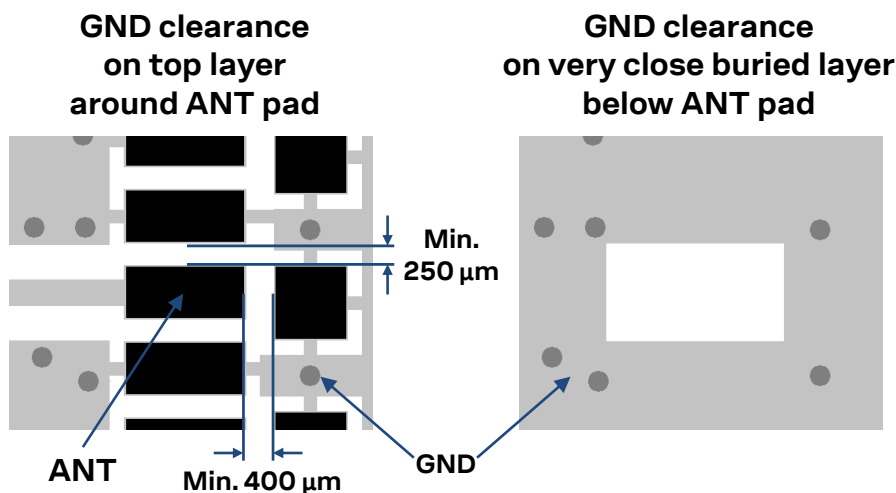 GND clearance
on top layer
around ANT pad
GND clearance
on very close buried layer
below ANT pad
Min.
250 µm
ANT
Min. 400 µm
GND